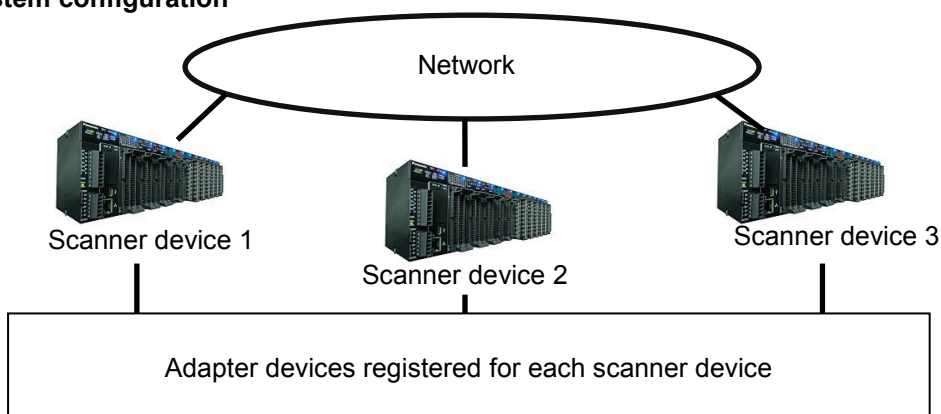 stem configuration
Network
Scanner device 1
Scanner device 2
Scanner device 3
Adapter devices registered for each scanner device